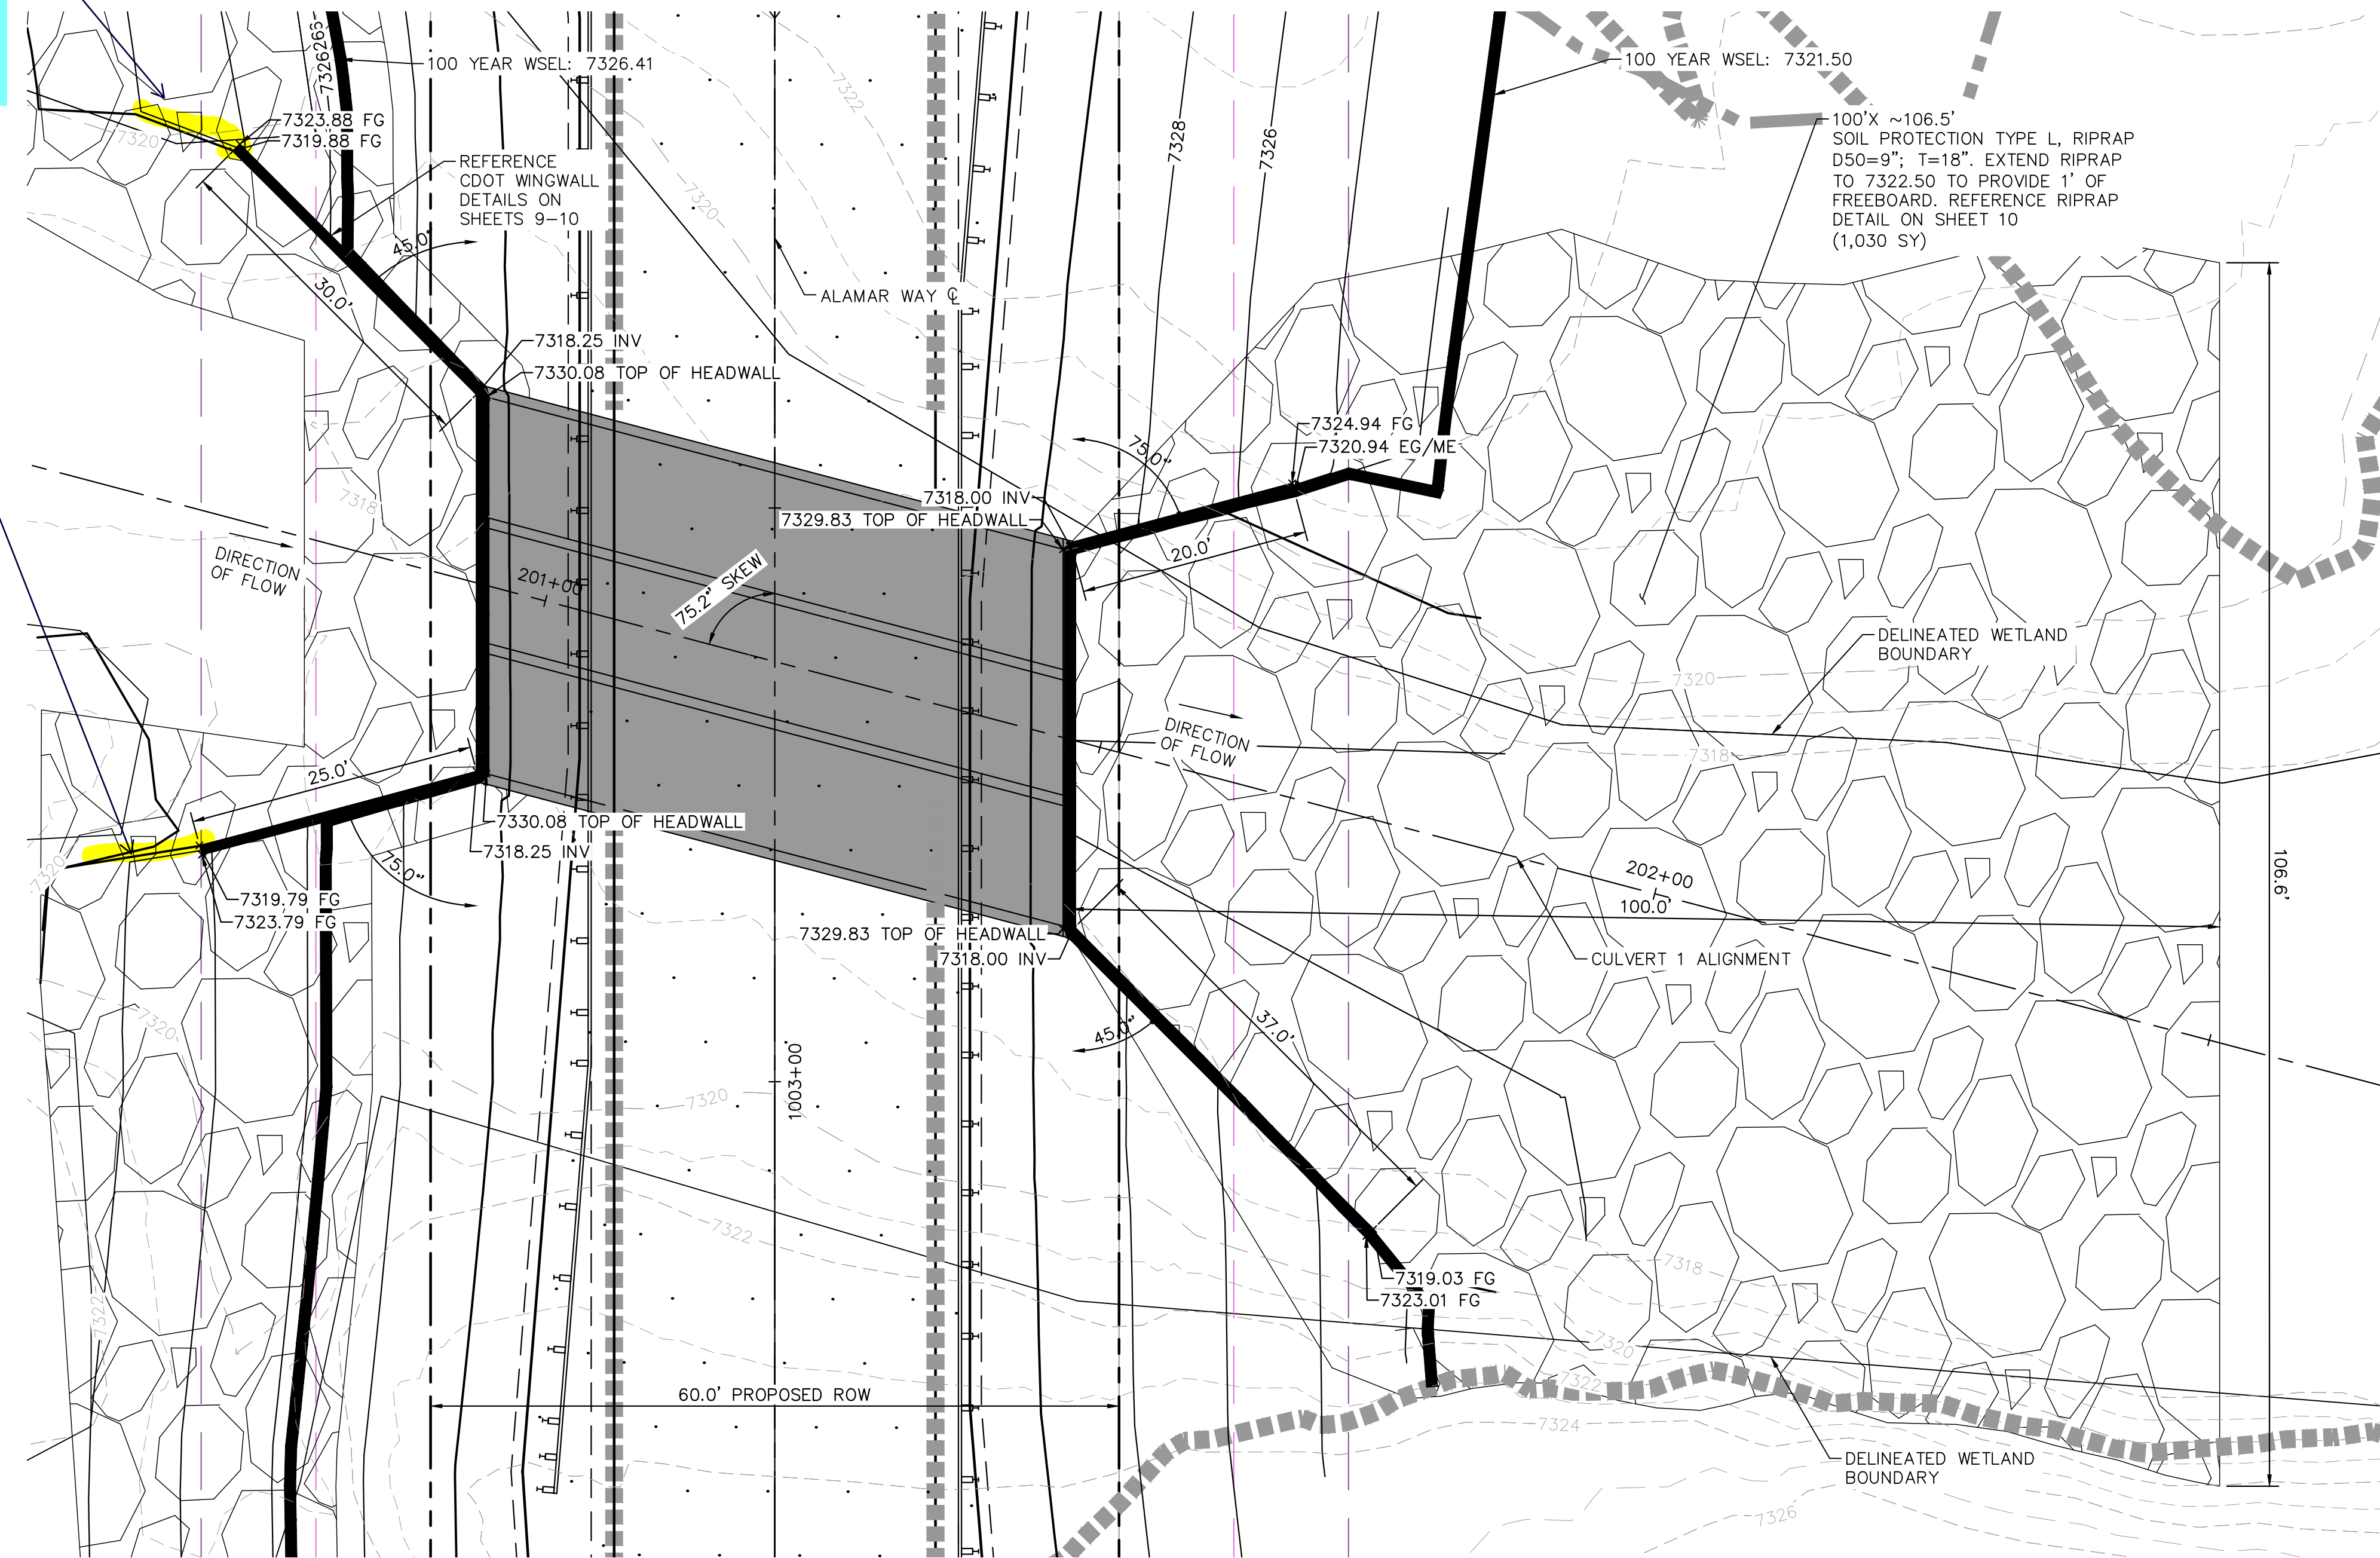 7326265
100 YEAR WSEL: 7326.41
7322
7328
7326
100 YEAR WSEL: 7321.50
7320
7323.88 FG
7319.88 FG
REFERENCE
CDOT WINGWALL
DETAILS ON
SHEETS 9-10
7320
100'X ~106.5'
SOIL PROTECTION TYPE L, RIPRAP
D50=9"; T=18". EXTEND RIPRAP
TO 7322.50 TO PROVIDE 1' OF
FREEBOARD. REFERENCE RIPRAP
DETAIL ON SHEET 10
(1,030 SY)
45.0°
30.0'
ALAMAR WAY ℄
7318.25 INV
7330.08 TOP OF HEADWALL
7324.94 FG
7320.94 EG/ME
75.0°
7318
7318.00 INV
7329.83 TOP OF HEADWALL
20.0'
DIRECTION
OF FLOW
201+00
75.2° SKEW
DELINEATED WETLAND
BOUNDARY
7320
DIRECTION
OF FLOW
7318
25.0'
7330.08 TOP OF HEADWALL
7318.25 INV
75.0°
7320
7319.79 FG
7323.79 FG
202+00
100.0'
106.6'
7329.83 TOP OF HEADWALL
7318.00 INV
CULVERT 1 ALIGNMENT
7320
45.0°
37.0'
7320
1003+00
7322
7318
7319.03 FG
7323.01 FG
7322
7320
7322
60.0' PROPOSED ROW
7324
DELINEATED WETLAND
BOUNDARY
7326